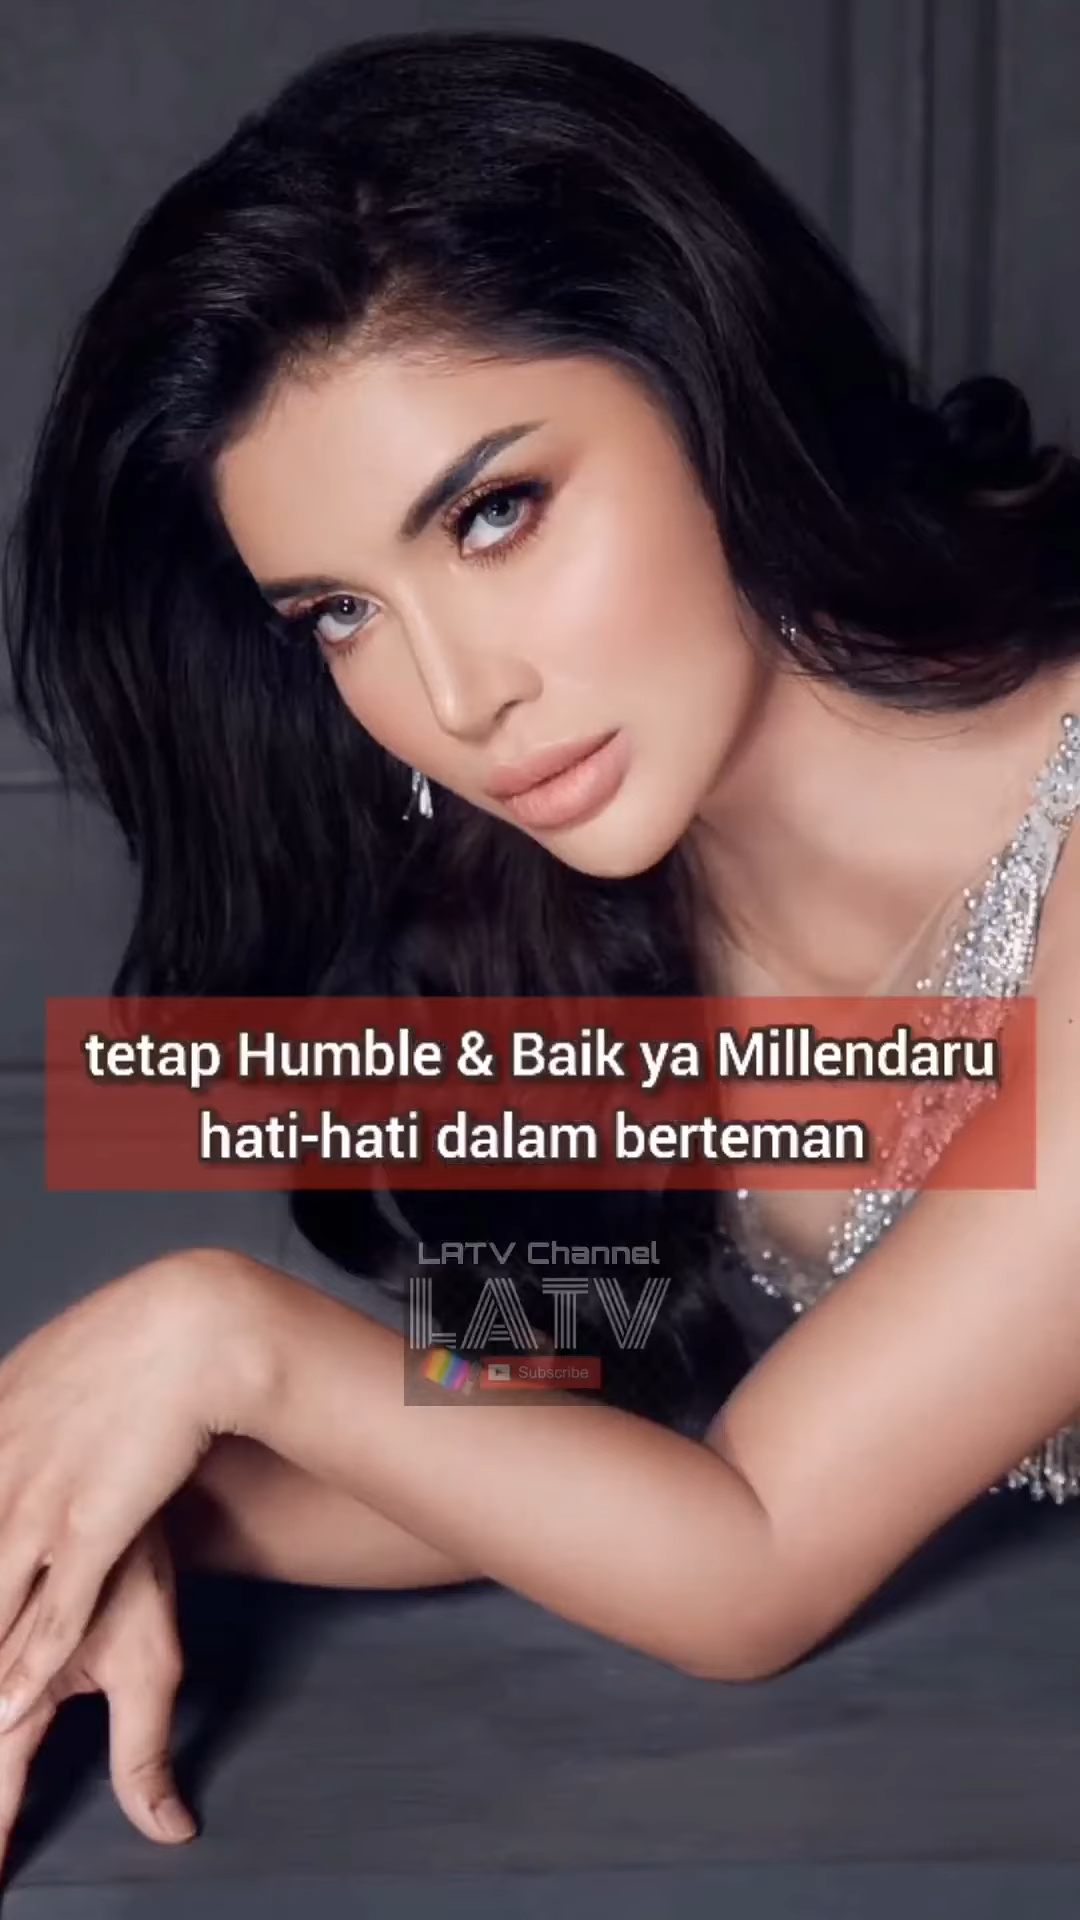 tetap Humble & Baik ya Millendaru
hati-hati dalam berteman
LATV Channel
LATV
Subscribe